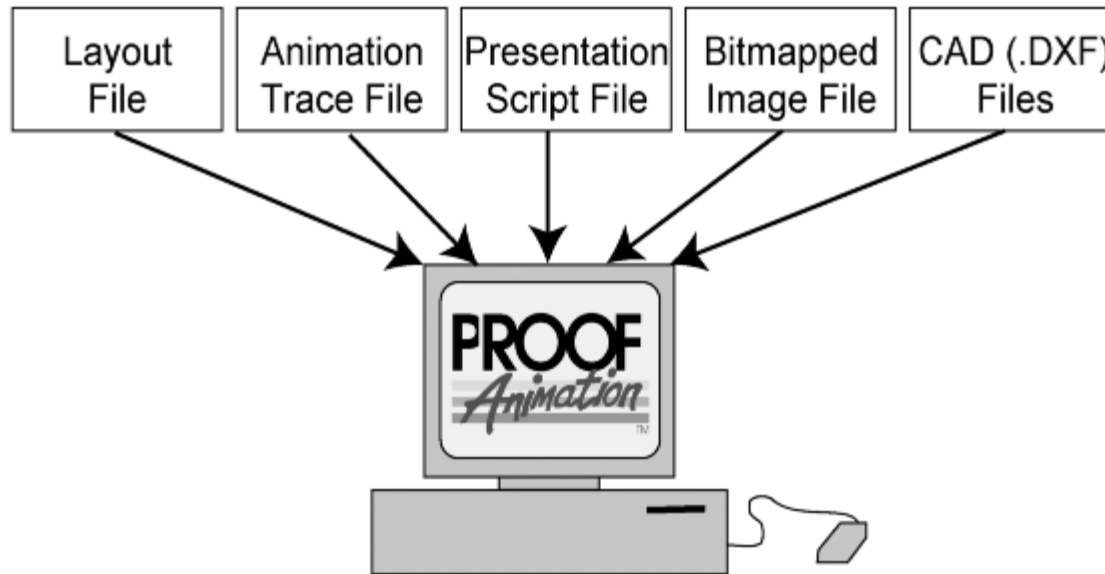 Layout
File
Animation
Trace File
Presentation
Script File
Bitmapped
Image File
CAD (.DXF)
Files
PROOF
Animation
TM